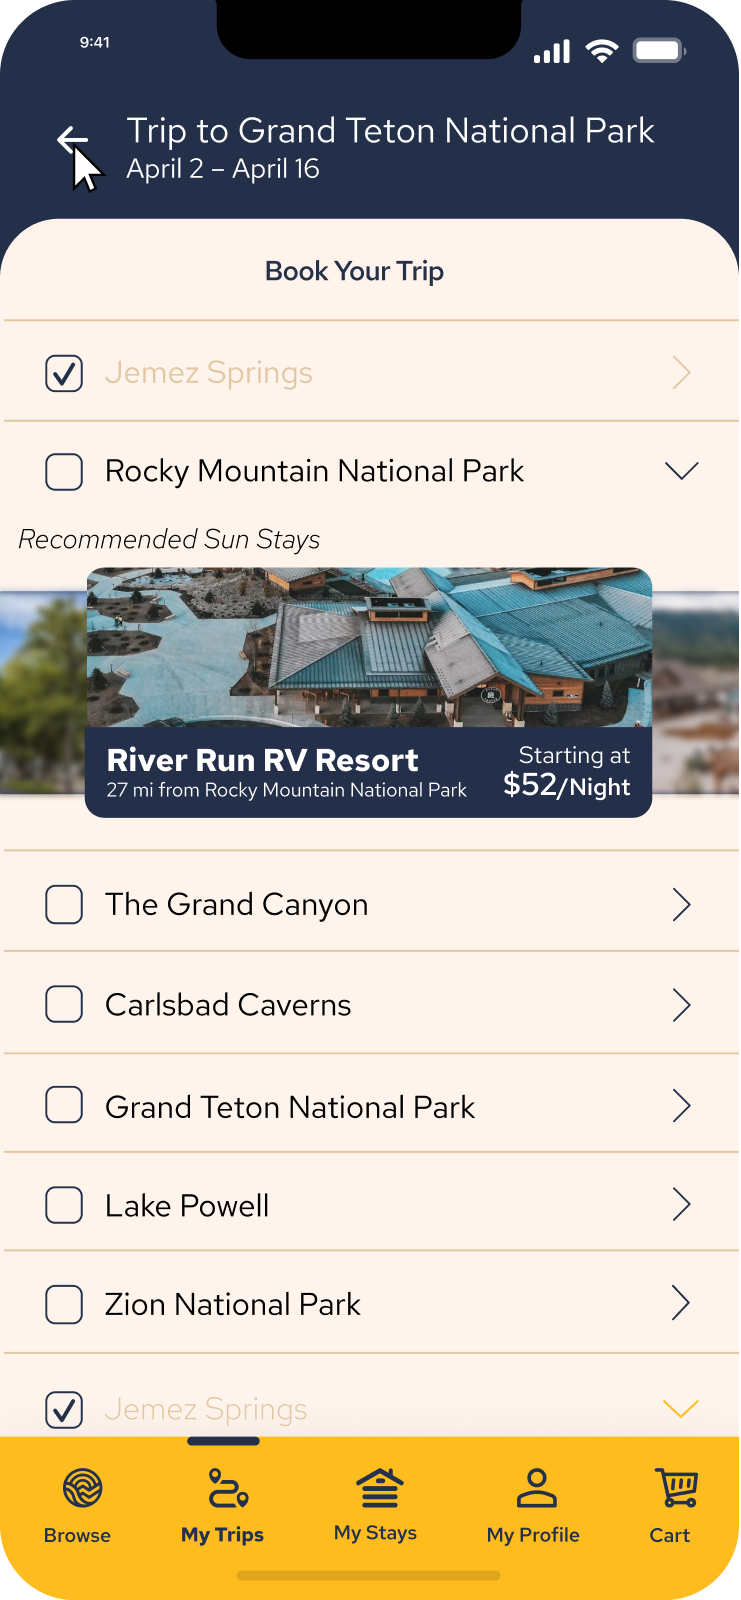 9:41
Trip to Grand Teton National Park
April 2 – April 16
Book Your Trip
Jemez Springs
Rocky Mountain National Park
Recommended Sun Stays
River Run RV Resort
27 mi from Rocky Mountain National Park
Starting at
$52/Night
The Grand Canyon
Carlsbad Caverns
Grand Teton National Park
Lake Powell
Zion National Park
Jemez Springs
Browse
My Trips
My Stays
My Profile
Cart